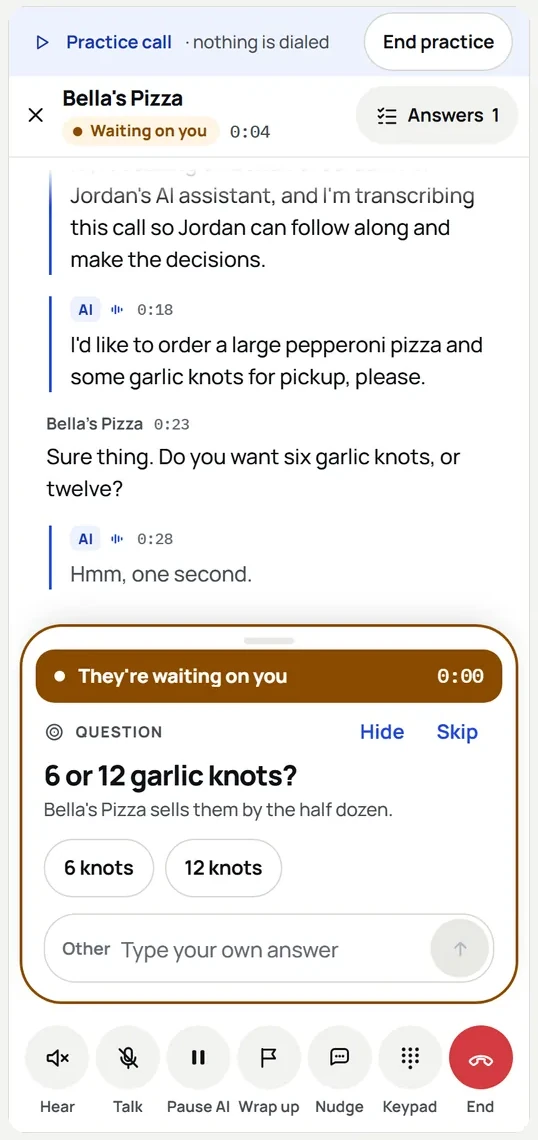 Practice call · nothing is dialed
End practice
Bella's Pizza
Waiting on you 0:04
Answers 1
Jordan's AI assistant, and I'm transcribing
this call so Jordan can follow along and
make the decisions.
AI 0:18
I'd like to order a large pepperoni pizza and
some garlic knots for pickup, please.
Bella's Pizza 0:23
Sure thing. Do you want six garlic knots, or
twelve?
AI 0:28
Hmm, one second.
They're waiting on you 0:00
QUESTION
Hide
Skip
6 or 12 garlic knots?
Bella's Pizza sells them by the half dozen.
6 knots
12 knots
Other Type your own answer
Hear
Talk
Pause AI
Wrap up
Nudge
Keypad
End